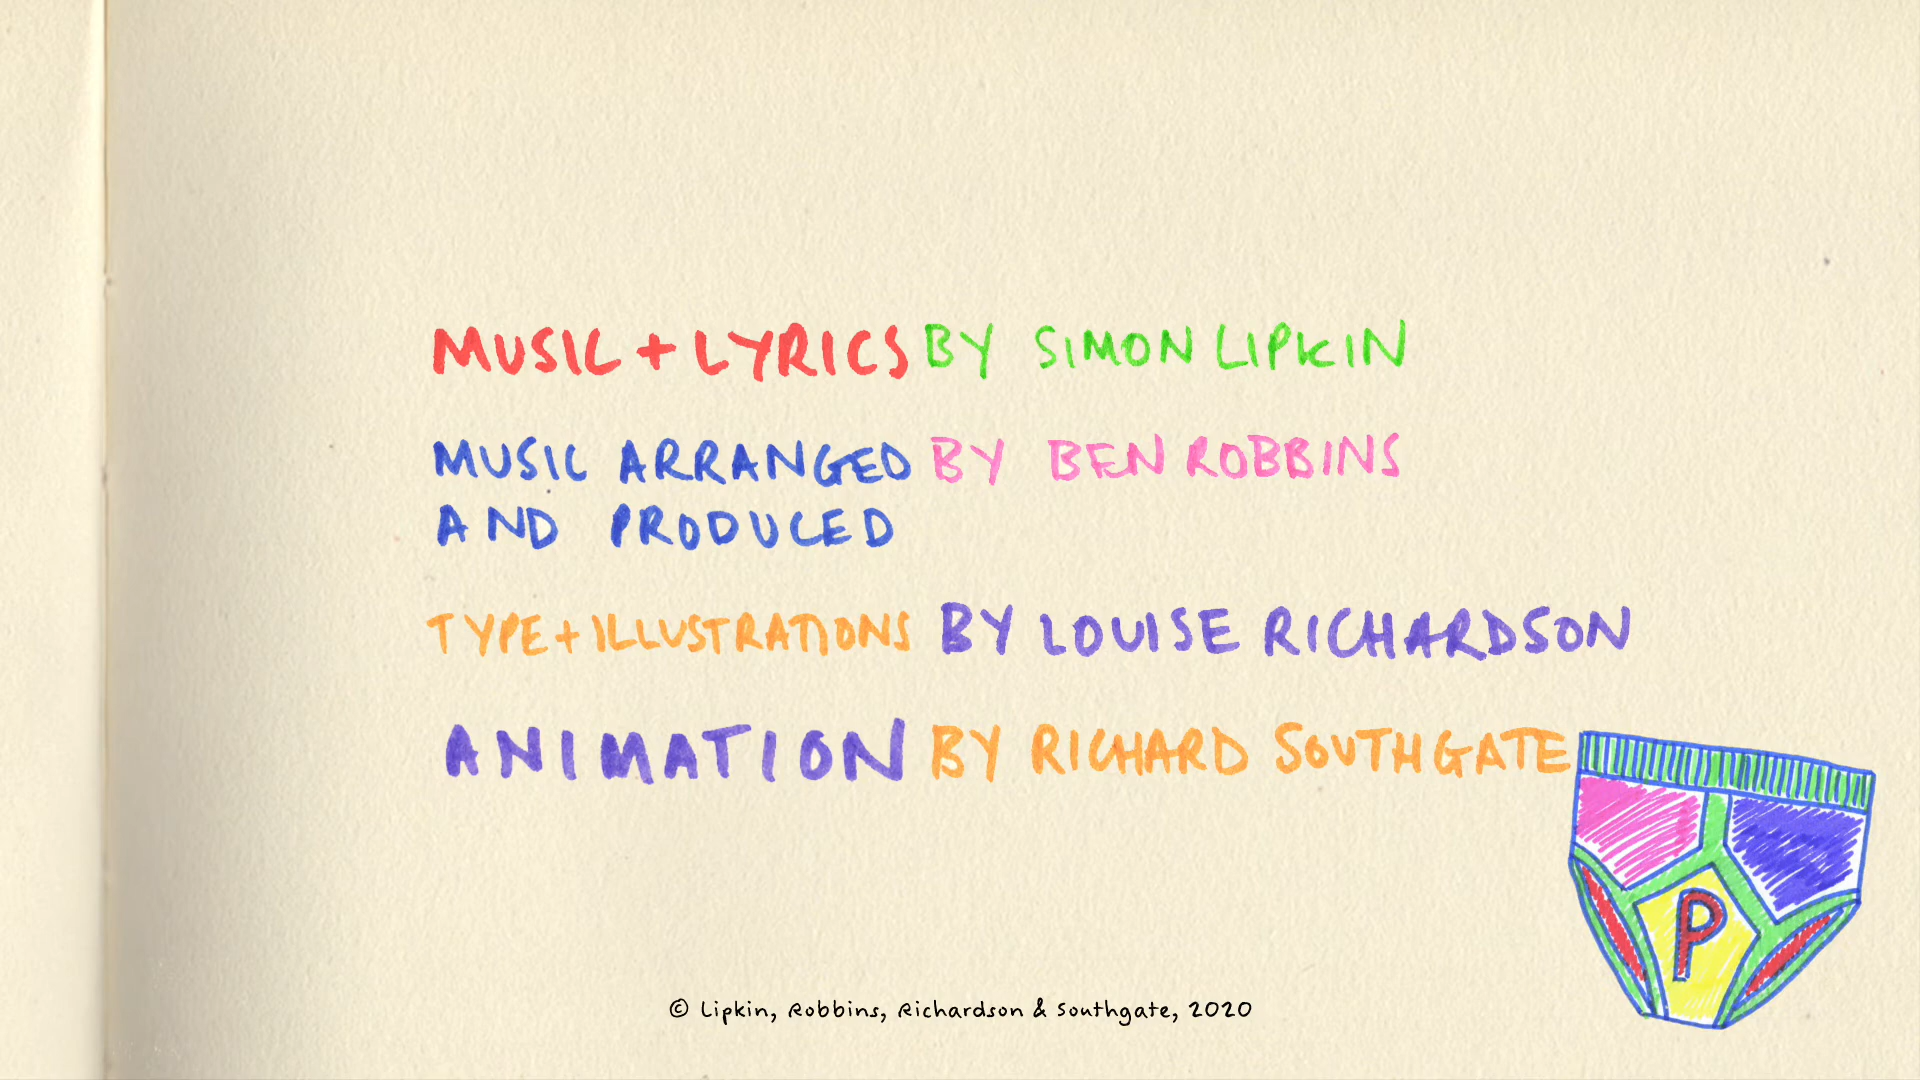 MUSIC + LYRICS BY SIMON LIPKIN
MUSIC ARRANGED BY BEN ROBBINS
AND PRODUCED
TYPE + ILLUSTRATIONS BY LOUISE RICHARDSON
ANIMATION BY RICHARD SOUTHGATE
P
© Lipkin, Robbins, Richardson & Southgate, 2020